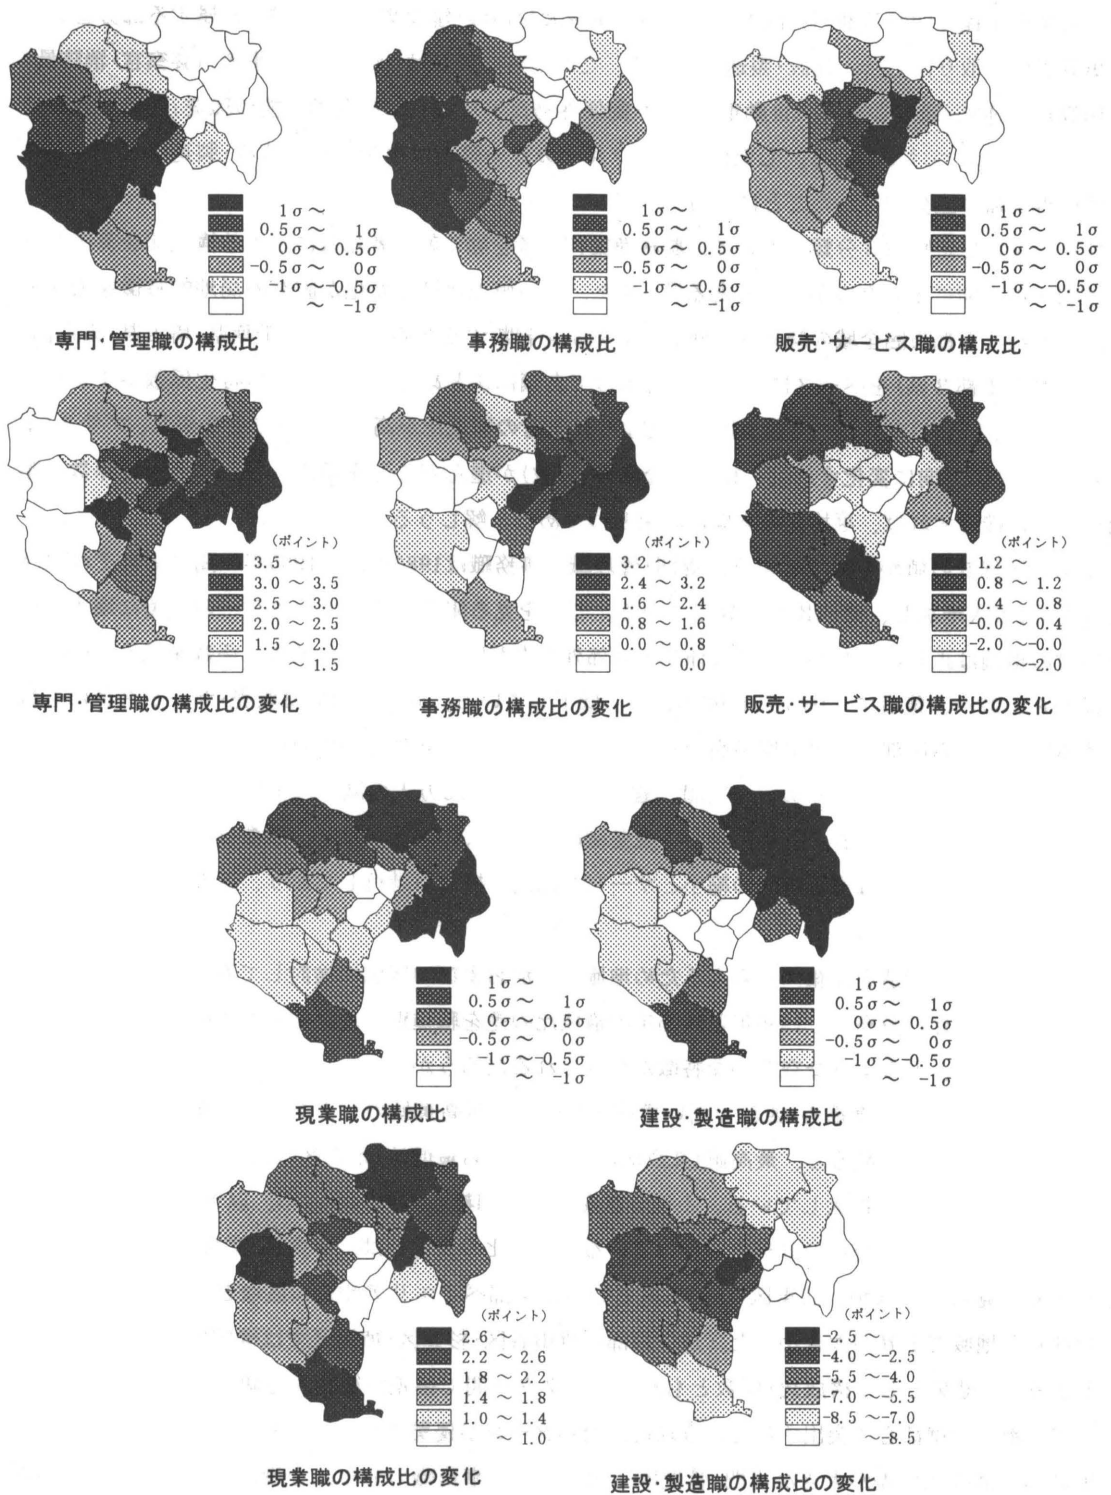 1σ～
0.5σ～ 1σ
0σ～ 0.5σ
-0.5σ～ 0σ
-1σ～-0.5σ
～ -1σ
専門・管理職の構成比
1σ～
0.5σ～ 1σ
0σ～ 0.5σ
-0.5σ～ 0σ
-1σ～-0.5σ
～ -1σ
事務職の構成比
1σ～
0.5σ～ 1σ
0σ～ 0.5σ
-0.5σ～ 0σ
-1σ～-0.5σ
～ -1σ
販売・サービス職の構成比
(ポイント)
3.5 ～
3.0 ～ 3.5
2.5 ～ 3.0
2.0 ～ 2.5
1.5 ～ 2.0
～ 1.5
専門・管理職の構成比の変化
(ポイント)
3.2 ～
2.4 ～ 3.2
1.6 ～ 2.4
0.8 ～ 1.6
0.0 ～ 0.8
～ 0.0
事務職の構成比の変化
(ポイント)
1.2 ～
0.8 ～ 1.2
0.4 ～ 0.8
-0.0 ～ 0.4
-2.0 ～-0.0
～-2.0
販売・サービス職の構成比の変化
1σ～
0.5σ～ 1σ
0σ～ 0.5σ
-0.5σ～ 0σ
-1σ～-0.5σ
～ -1σ
現業職の構成比
1σ～
0.5σ～ 1σ
0σ～ 0.5σ
-0.5σ～ 0σ
-1σ～-0.5σ
～ -1σ
建設・製造職の構成比
(ポイント)
2.6 ～
2.2 ～ 2.6
1.8 ～ 2.2
1.4 ～ 1.8
1.0 ～ 1.4
～ 1.0
現業職の構成比の変化
(ポイント)
-2.5 ～
-4.0 ～-2.5
-5.5 ～-4.0
-7.0 ～-5.5
-8.5 ～-7.0
～-8.5
建設・製造職の構成比の変化